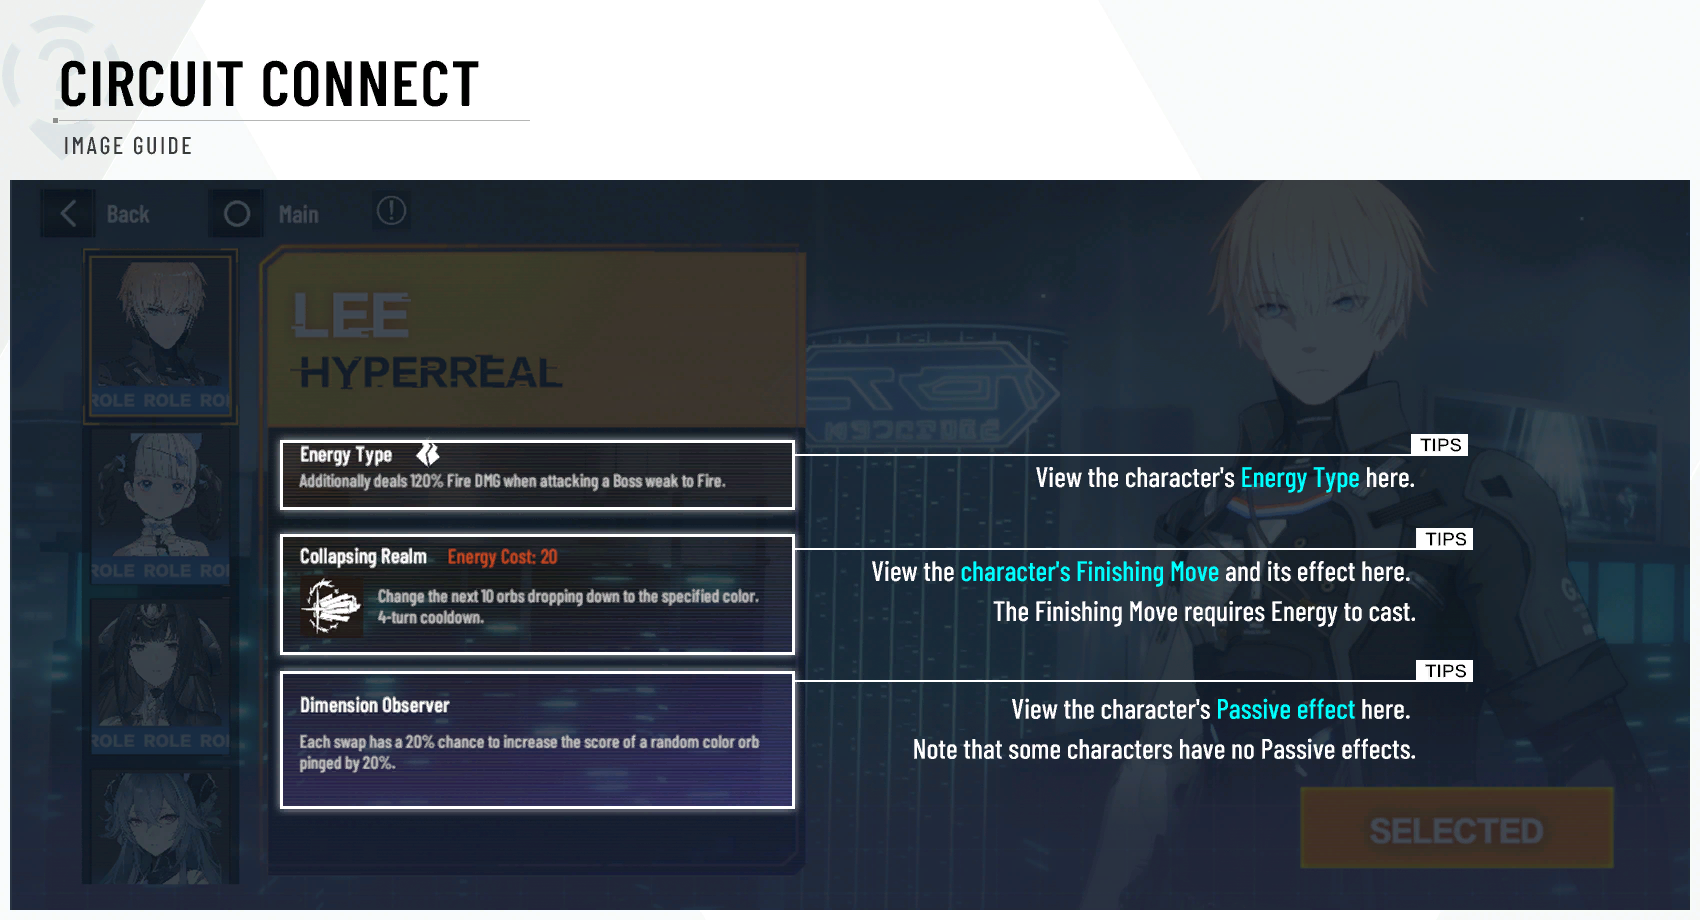 CIRCUIT CONNECT
IMAGE GUIDE
Back
Main
LEE
HYPERREAL
ROLE ROLE ROL
ROLE ROLE ROL
ROLE ROLE ROL
Energy Type
Additionally deals 120% Fire DMG when attacking a Boss weak to Fire.
TIPS
View the character's Energy Type here.
Collapsing Realm Energy Cost: 20
Change the next 10 orbs dropping down to the specified color.
4-turn cooldown.
TIPS
View the character's Finishing Move and its effect here.
The Finishing Move requires Energy to cast.
Dimension Observer
Each swap has a 20% chance to increase the score of a random color orb
pinged by 20%.
TIPS
View the character's Passive effect here.
Note that some characters have no Passive effects.
SELECTED